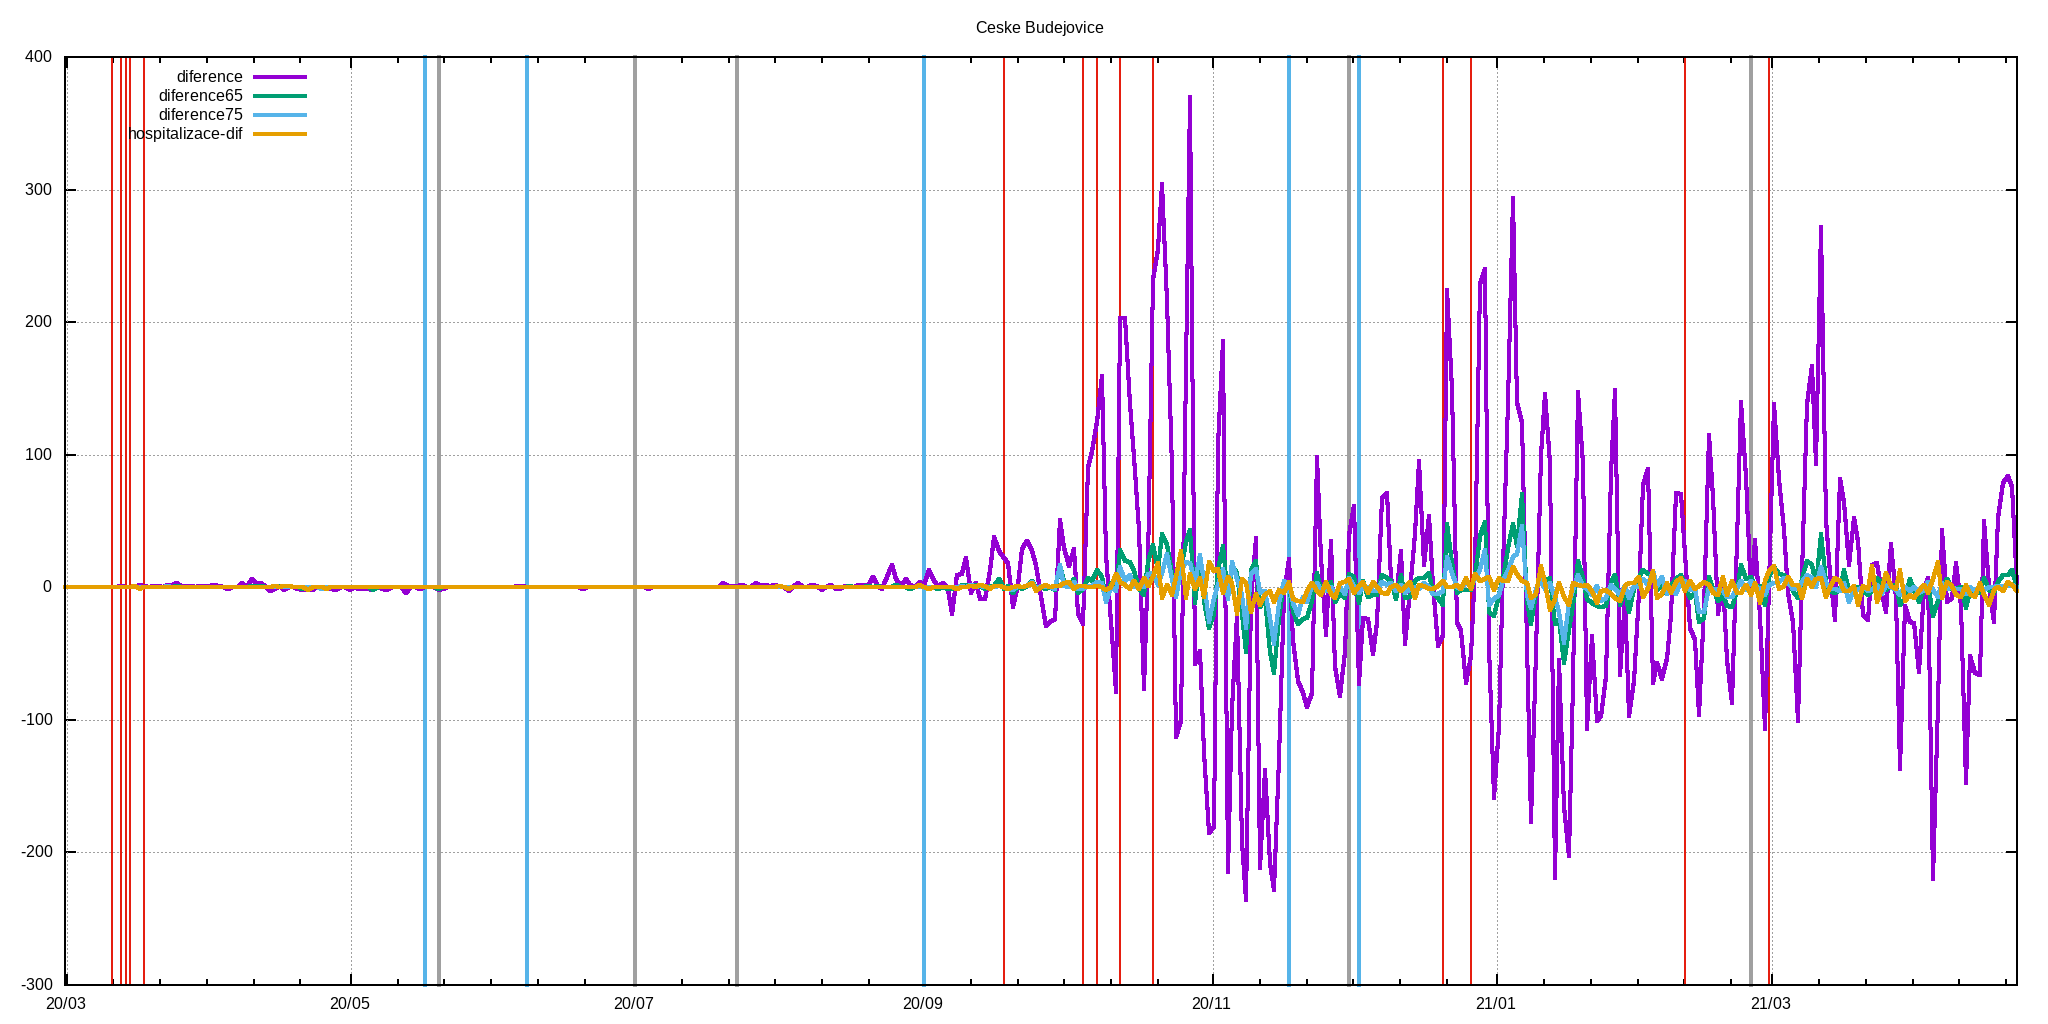 Ceske Budejovice
400
diference
diference65
diference75
hospitalizace-dif
300
200
100
0
-100
-200
-300
20/03 20/05 20/07 20/09 20/11 21/01 21/03